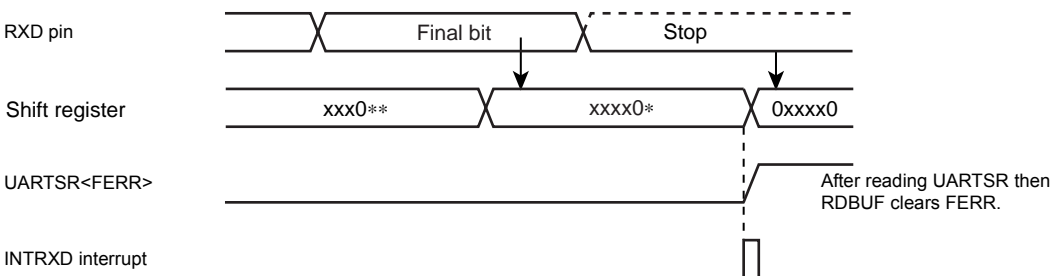 RXD pin Final bit Stop
Shift register xxx0** xxxx0* 0xxxx0
UARTSR<FERR> After reading UARTSR then
RDBUF clears FERR.
INTRXD interrupt